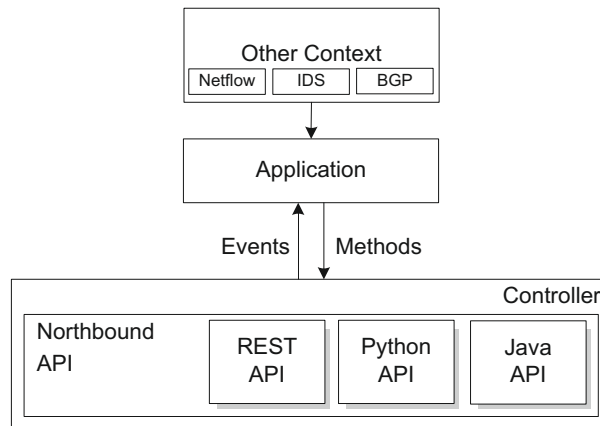 Other Context
Netflow
IDS
BGP
Application
Events
Methods
Controller
Northbound
API
REST
API
Python
API
Java
API